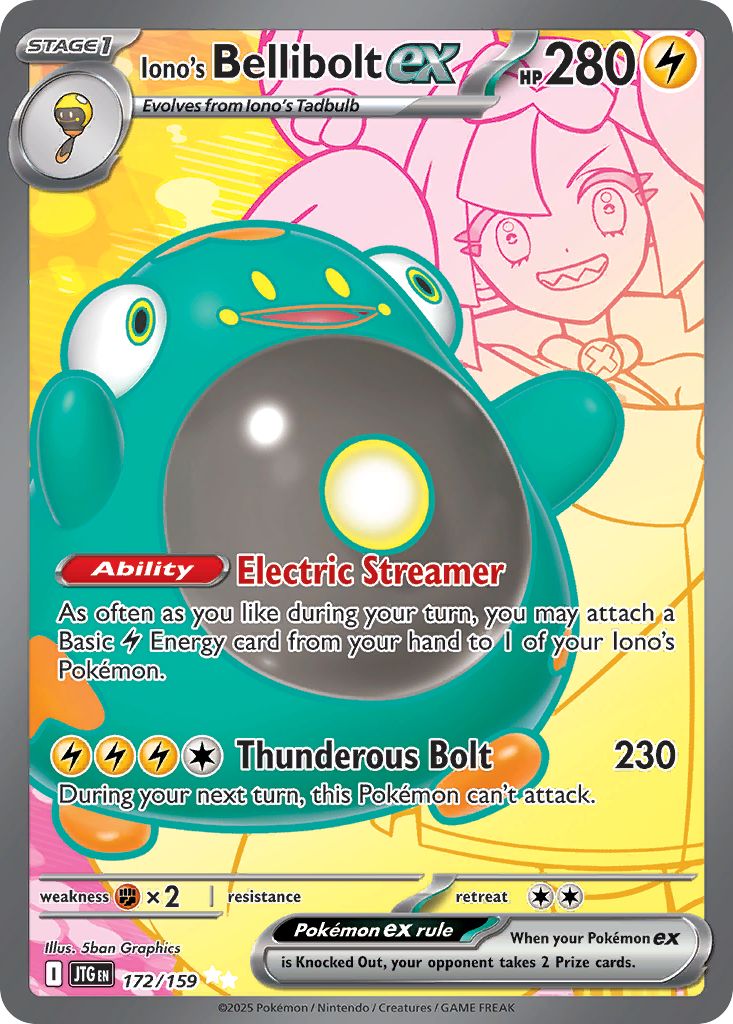 STAGE 1
Iono's Bellibolt ex HP 280
Evolves from Iono's Tadbulb
Ability Electric Streamer
As often as you like during your turn, you may attach a
Basic Energy card from your hand to 1 of your Iono's
Pokémon.
Thunderous Bolt 230
During your next turn, this Pokémon can't attack.
weakness ×2 resistance retreat
Pokémon ex rule When your Pokémon ex
is Knocked Out, your opponent takes 2 Prize cards.
Illus. 5ban Graphics
I JTG EN 172/159
©2025 Pokémon / Nintendo / Creatures / GAME FREAK